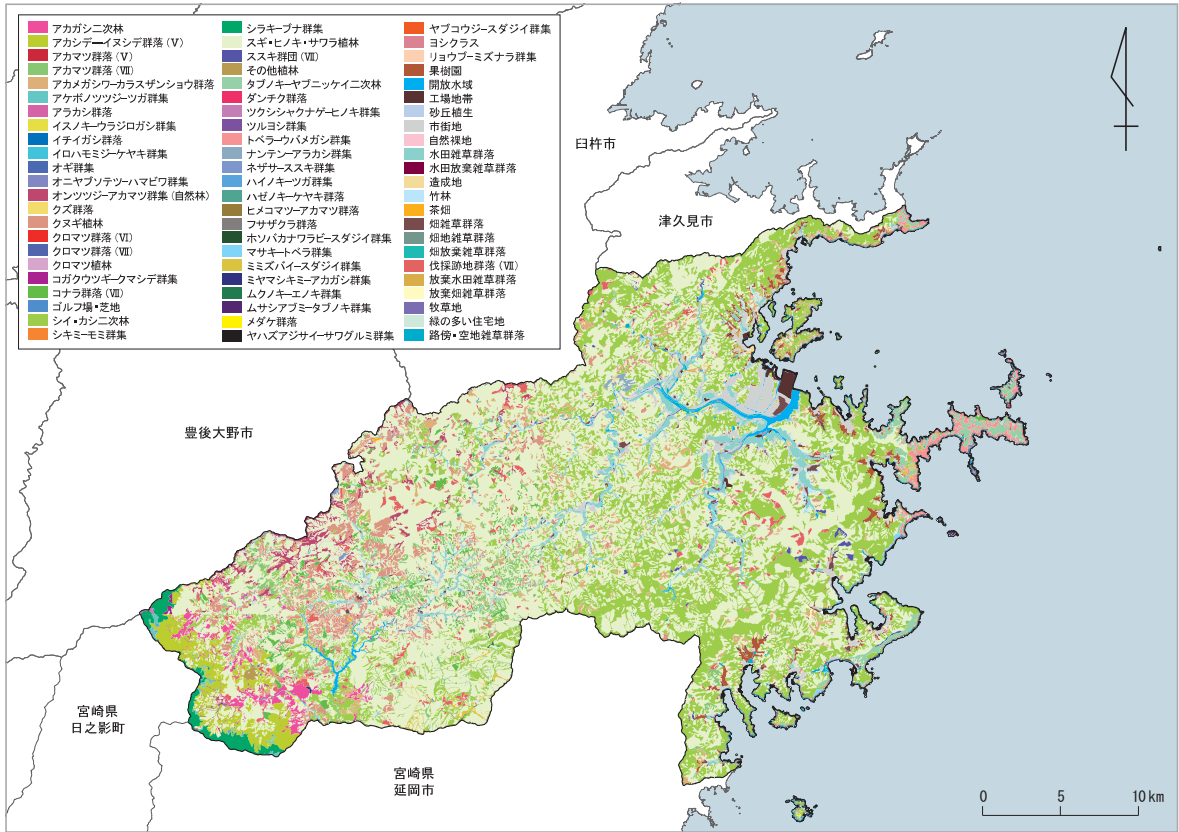 アカガシ二次林
アカシデーイヌシデ群落(Ⅴ)
アカマツ群落(Ⅴ)
アカマツ群落(Ⅶ)
アカメガシワーカラスザンショウ群落
アケボノツツジーツガ群集
アラカシ群落
イスノキーウラジロガシ群集
イチイガシ群落
イロハモミジーケヤキ群集
オギ群集
オニヤブソテツーハマビワ群集
オンツツジーアカマツ群集(自然林)
クズ群落
クヌギ植林
クロマツ群落(Ⅵ)
クロマツ群落(Ⅶ)
クロマツ植林
コガクウツギークマシデ群集
コナラ群落(Ⅶ)
ゴルフ場・芝地
シイ・カシ二次林
シキミーモミ群集
シラキーブナ群集
スギ・ヒノキ・サワラ植林
ススキ群団(Ⅶ)
その他植林
タブノキーヤブニッケイ二次林
ダンチク群落
ツクシシャクナゲーヒノキ群集
ツルヨシ群集
トベラーウバメガシ群集
ナンテンーアラカシ群集
ネザサーススキ群集
ハイノキーツガ群集
ハゼノキーケヤキ群落
ヒメコマツーアカマツ群落
フサザクラ群落
ホソバカナワラビースダジイ群集
マサキートベラ群集
ミミズバイースダジイ群集
ミヤマシキミーアカガシ群集
ムクノキーエノキ群集
ムサシアブミータブノキ群集
メダケ群落
ヤハズアジサイーサワグルミ群集
ヤブコウジースダジイ群集
ヨシクラス
リョウブーミズナラ群集
果樹園
開放水域
工場地帯
砂丘植生
市街地
自然裸地
水田雑草群落
水田放棄雑草群落
造成地
竹林
茶畑
畑雑草群落
畑地雑草群落
畑放棄雑草群落
伐採跡地群落(Ⅶ)
放棄水田雑草群落
放棄畑雑草群落
牧草地
緑の多い住宅地
路傍・空地雑草群落
臼杵市
津久見市
豊後大野市
宮崎県
日之影町
宮崎県
延岡市
0 5 10km